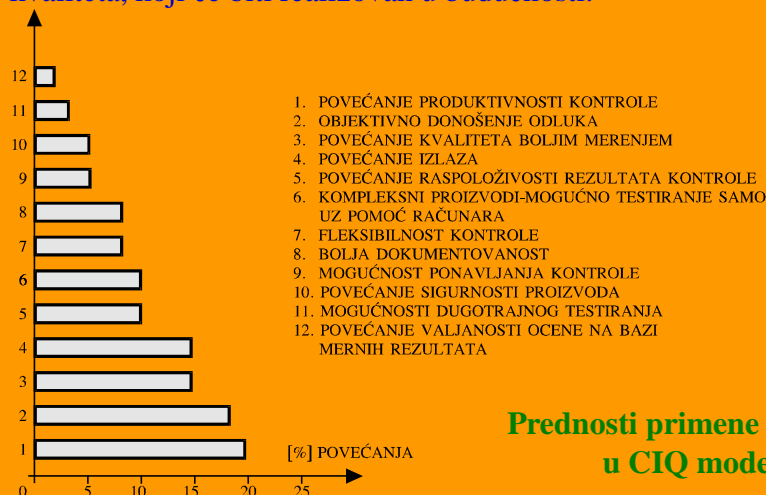 12
11
10
9
8
7
6
5
4
3
2
1
0 5 10 15 20 25
[%] POVEĆANJA
1. POVEĆANJE PRODUKTIVNOSTI KONTROLE
2. OBJEKTIVNO DONOŠENJE ODLUKA
3. POVEĆANJE KVALITETA BOLJIM MERENJEM
4. POVEĆANJE IZLAZA
5. POVEĆANJE RASPOLOŽIVOSTI REZULTATA KONTROLE
6. KOMPLEKSNI PROIZVODI-MOGUĆNO TESTIRANJE SAMO
UZ POMOĆ RAČUNARA
7. FLEKSIBILNOST KONTROLE
8. BOLJA DOKUMENTOVANOST
9. MOGUĆNOST PONAVLJANJA KONTROLE
10. POVEĆANJE SIGURNOSTI PROIZVODA
11. MOGUĆNOSTI DUGOTRAJNOG TESTIRANJA
12. POVEĆANJE VALJANOSTI OCENE NA BAZI
MERNIH REZULTATA
Prednosti primene
u CIQ mode